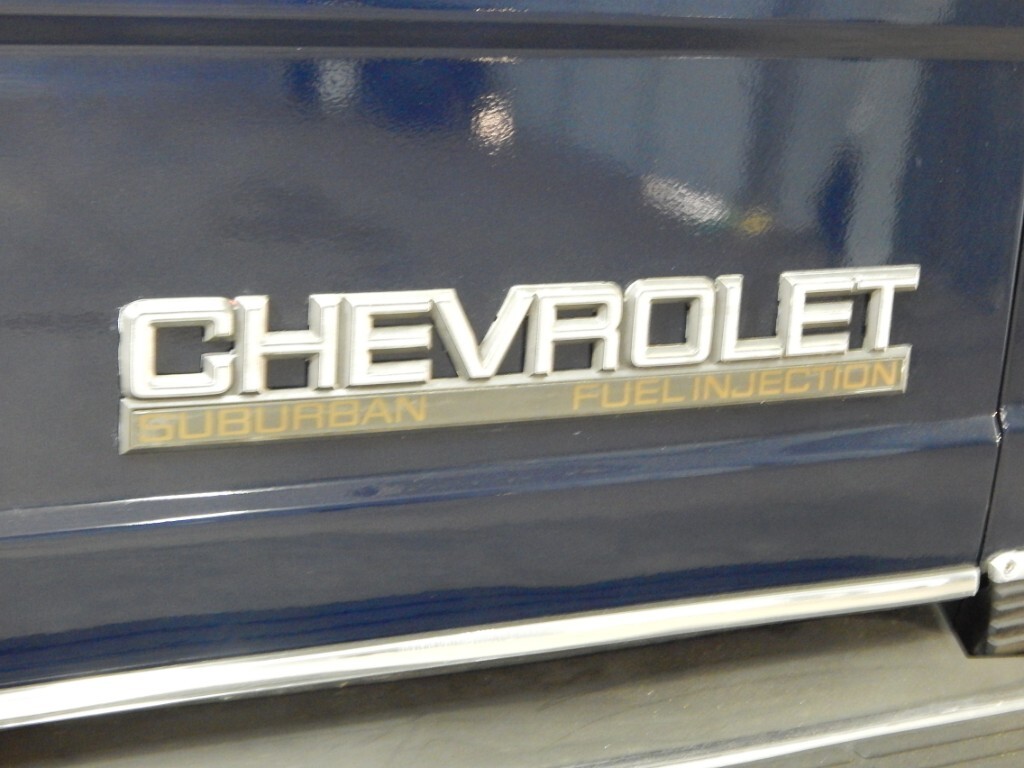 CHEVROLET
SUBURBAN FUEL INJECTION